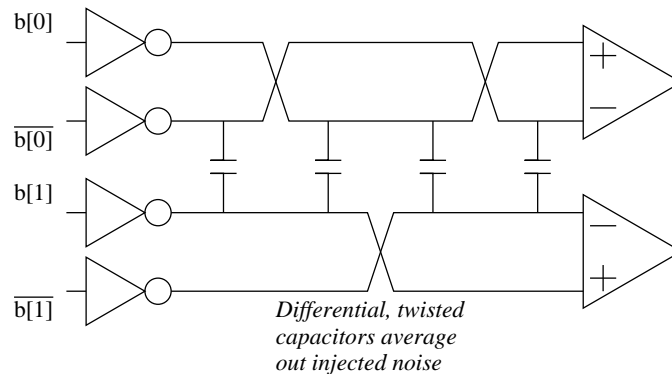 b[0]
+
−
b̅[̅0̅]̅
b[1]
−
+
b̅[̅1̅]̅
Differential, twisted
capacitors average
out injected noise